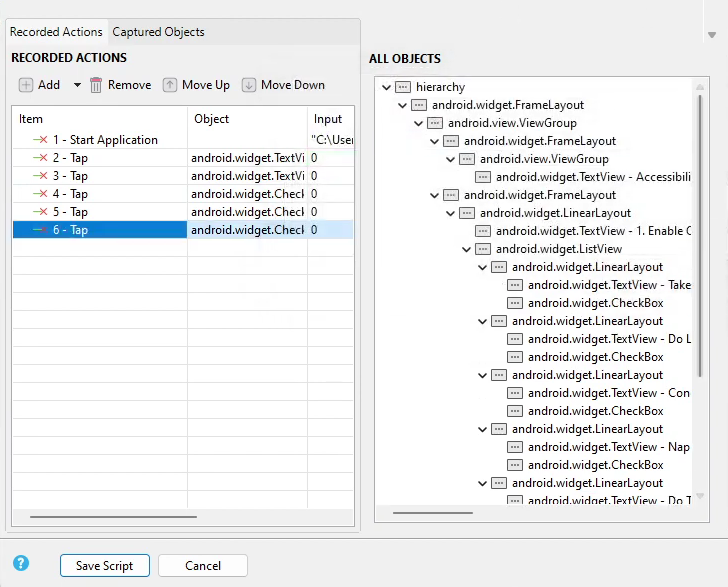 Recorded Actions Captured Objects
RECORDED ACTIONS
Add Remove Move Up Move Down
Item Object Input
1 - Start Application "C:\User
2 - Tap android.widget.TextVi 0
3 - Tap android.widget.TextVi 0
4 - Tap android.widget.Check 0
5 - Tap android.widget.Check 0
6 - Tap android.widget.Check 0
ALL OBJECTS
hierarchy
android.widget.FrameLayout
android.view.ViewGroup
android.widget.FrameLayout
android.view.ViewGroup
android.widget.TextView - Accessibili
android.widget.FrameLayout
android.widget.LinearLayout
android.widget.TextView - 1. Enable
android.widget.ListView
android.widget.LinearLayout
android.widget.TextView - Take
android.widget.CheckBox
android.widget.LinearLayout
android.widget.TextView - Do L
android.widget.CheckBox
android.widget.LinearLayout
android.widget.TextView - Con
android.widget.CheckBox
android.widget.LinearLayout
android.widget.TextView - Nap
android.widget.CheckBox
android.widget.LinearLayout
android.widget.TextView - Do T
? Save Script Cancel